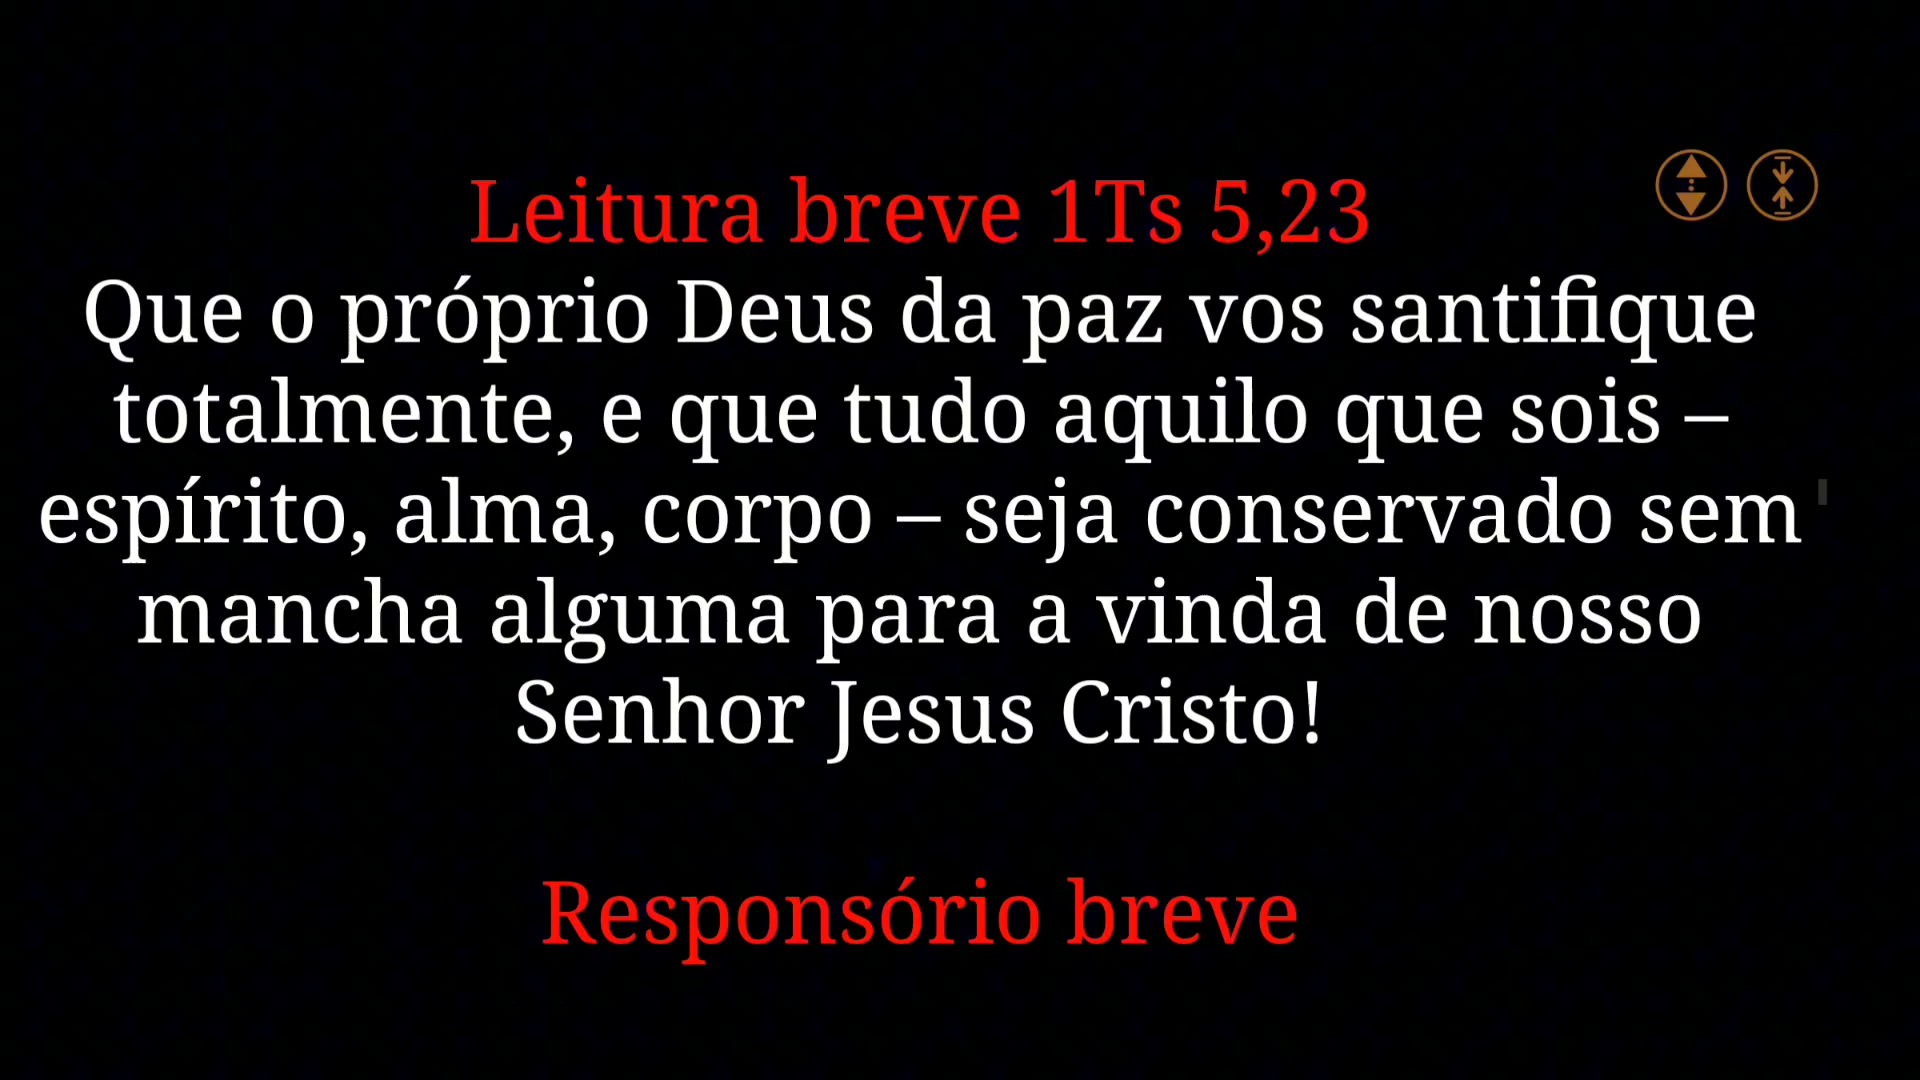 Leitura breve 1Ts 5,23
Que o próprio Deus da paz vos santifique
totalmente, e que tudo aquilo que sois –
espírito, alma, corpo – seja conservado sem
mancha alguma para a vinda de nosso
Senhor Jesus Cristo!
Responsório breve